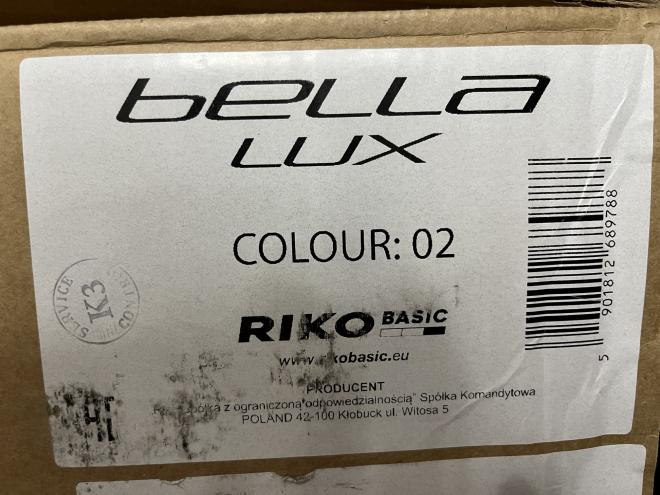 bella
LUX
COLOUR: 02
RIKO BASIC
SERVICE CONTROL
K3
PRODUCENT
z ograniczoną odpowiedzialnością" Spółka Komandytowa
POLAND 42-100 Kłobuck ul. Witosa 5
5 901812 689788